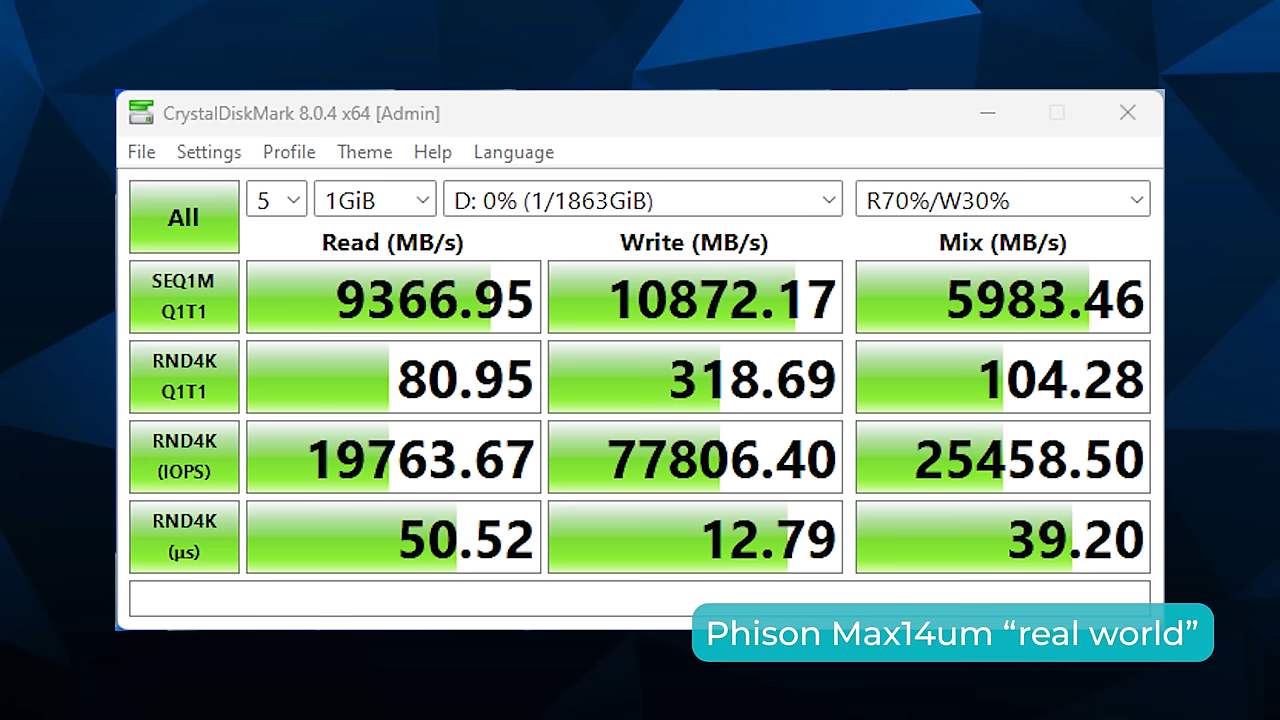 CrystalDiskMark 8.0.4 x64 [Admin]
File Settings Profile Theme Help Language
All
5 1GiB D: 0% (1/1863GiB) R70%/W30%
Read (MB/s) Write (MB/s) Mix (MB/s)
SEQ1M
Q1T1
9366.95 10872.17 5983.46
RND4K
Q1T1
80.95 318.69 104.28
RND4K
(IOPS)
19763.67 77806.40 25458.50
RND4K
(µs)
50.52 12.79 39.20
Phison Max14um “real world”